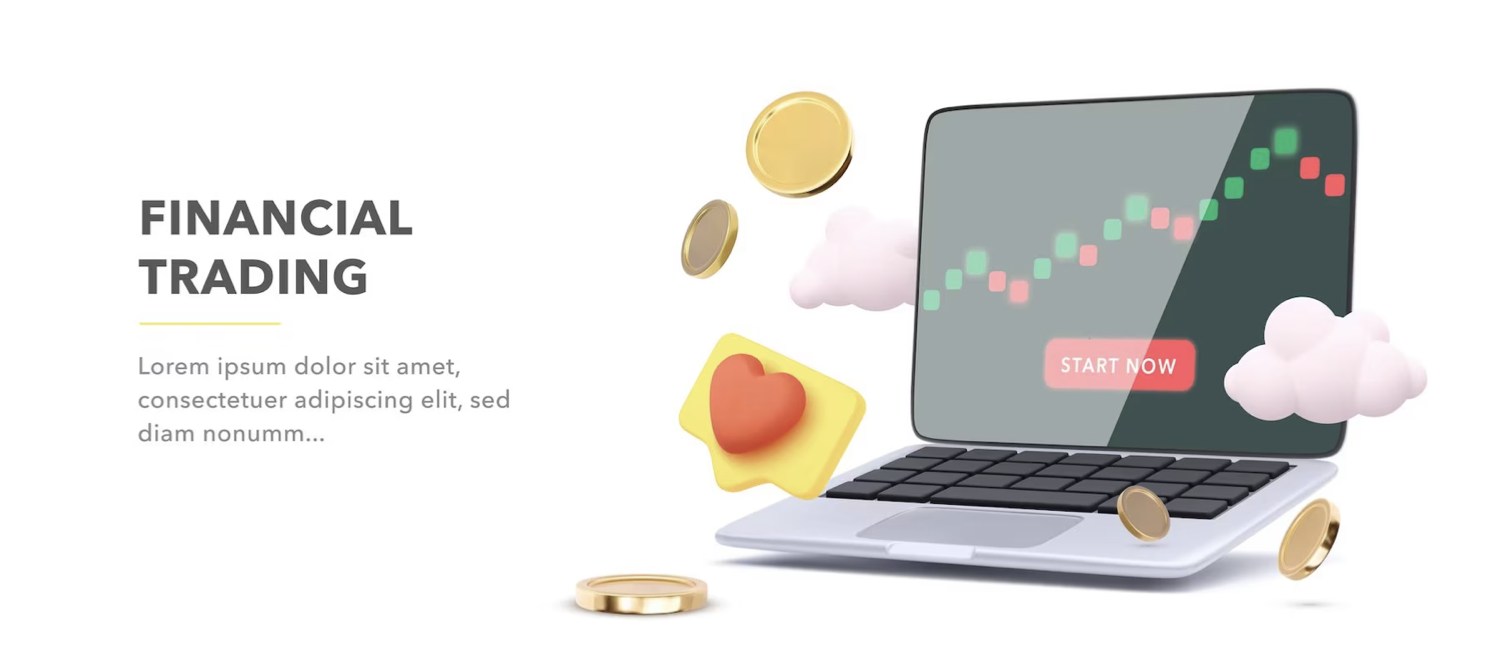 FINANCIAL
TRADING
Lorem ipsum dolor sit amet,
consectetuer adipiscing elit, sed
diam nonumm...
START NOW